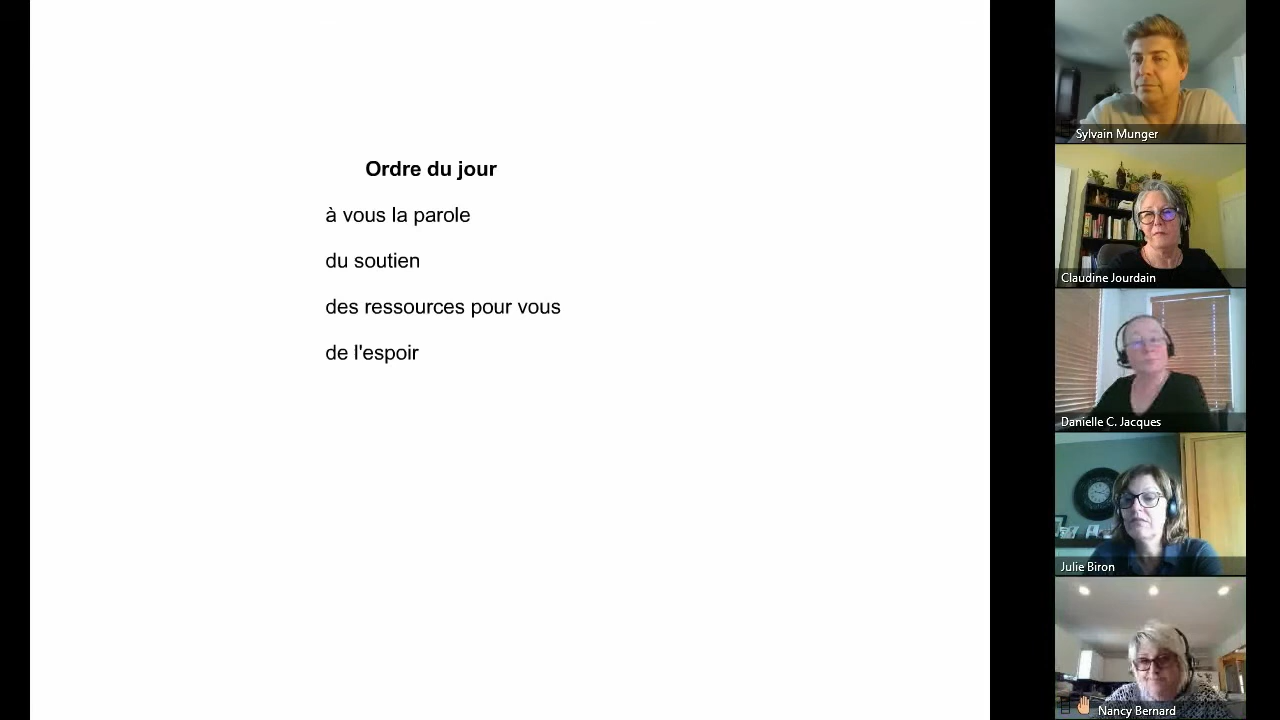 Ordre du jour
à vous la parole
du soutien
des ressources pour vous
de l'espoir
Sylvain Munger
Claudine Jourdain
Danielle C. Jacques
Julie Biron
Nancy Bernard